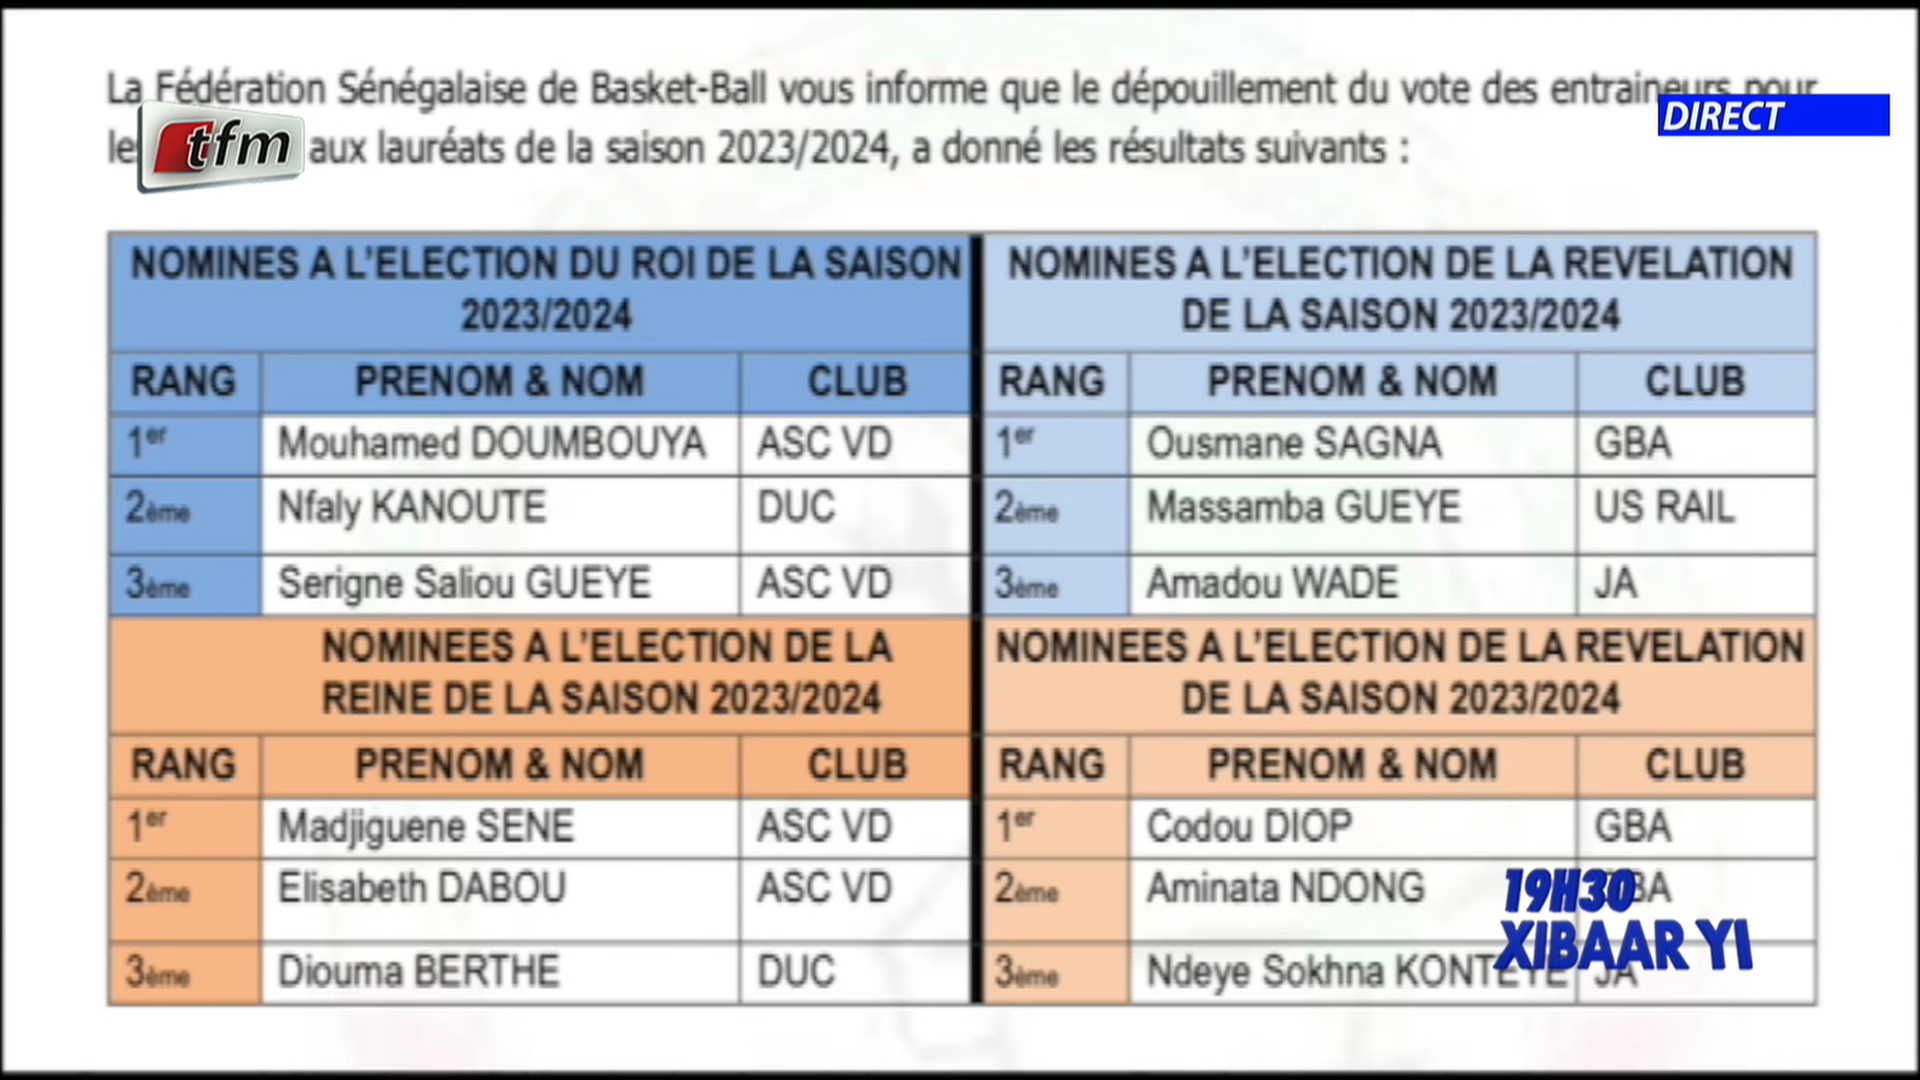 La Fédération Sénégalaise de Basket-Ball vous informe que le dépouillement du vote des entraineurs pour
DIRECT
tfm
aux lauréats de la saison 2023/2024, a donné les résultats suivants :
NOMINES A L'ELECTION DU ROI DE LA SAISON
2023/2024
RANG PRENOM & NOM CLUB
1er Mouhamed DOUMBOUYA ASC VD
2ème Nfaly KANOUTE DUC
3ème Serigne Saliou GUEYE ASC VD
NOMINES A L'ELECTION DE LA REVELATION
DE LA SAISON 2023/2024
RANG PRENOM & NOM CLUB
1er Ousmane SAGNA GBA
2ème Massamba GUEYE US RAIL
3ème Amadou WADE JA
NOMINEES A L'ELECTION DE LA
REINE DE LA SAISON 2023/2024
RANG PRENOM & NOM CLUB
1er Madjiguene SENE ASC VD
2ème Elisabeth DABOU ASC VD
3ème Diouma BERTHE DUC
NOMINEES A L'ELECTION DE LA REVELATION
DE LA SAISON 2023/2024
RANG PRENOM & NOM CLUB
1er Codou DIOP GBA
2ème Aminata NDONG
3ème Ndeye Sokhna KONTEYE JA
19H30
XIBAAR YI